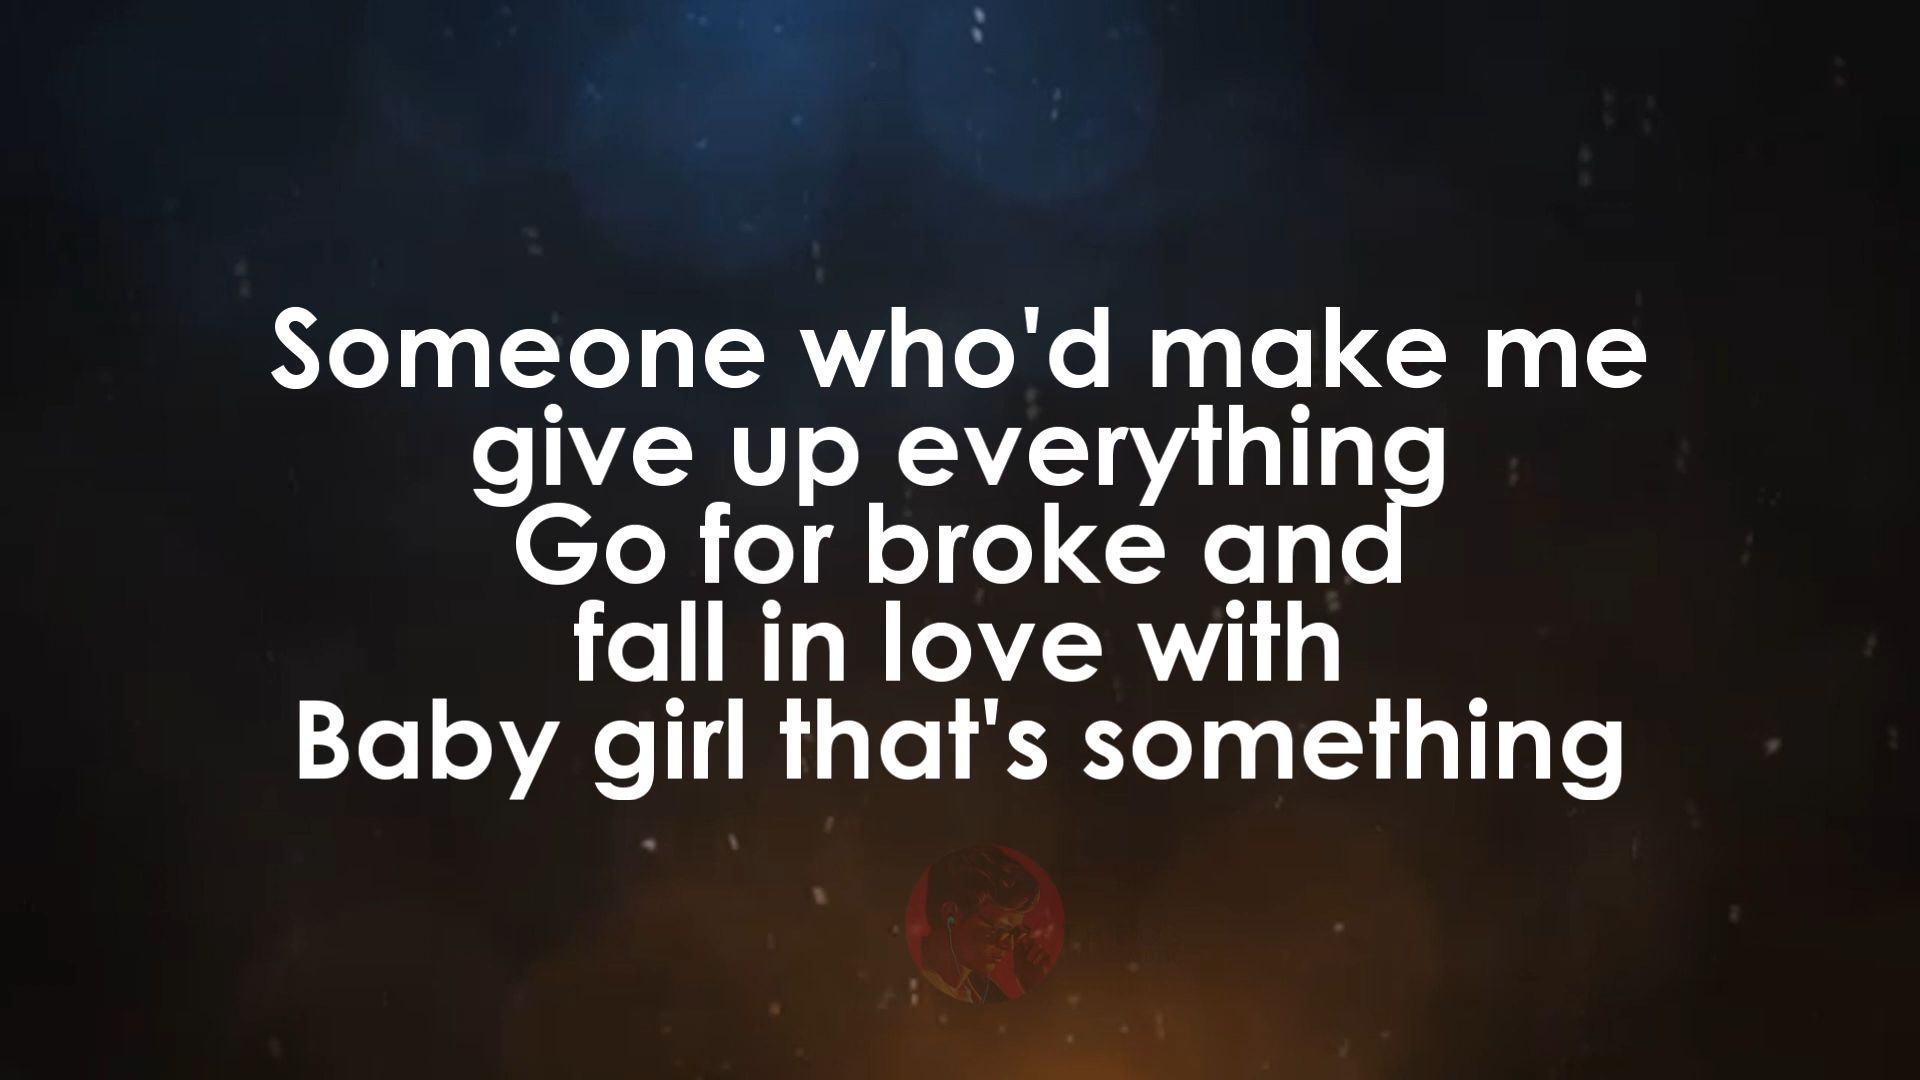 Someone who'd make me
give up everything
Go for broke and
fall in love with
Baby girl that's something